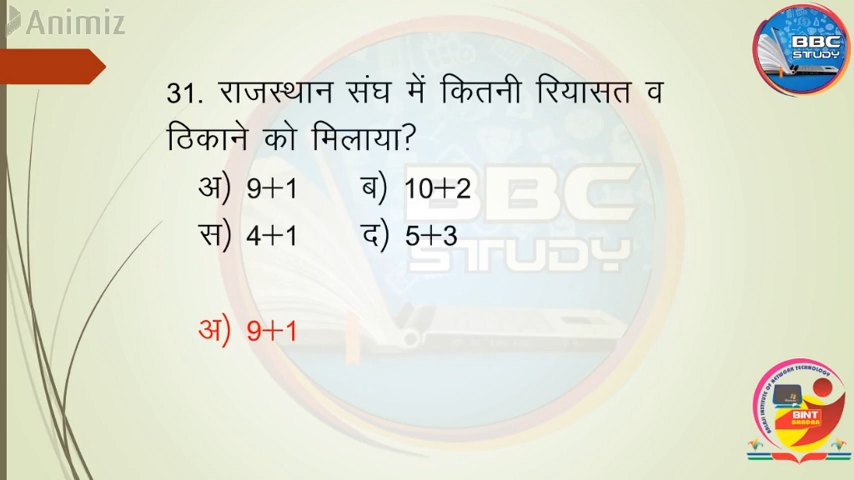 Animiz
BBC
STUDY
31. राजस्थान संघ में कितनी रियासत व
ठिकाने को मिलाया?
अ) 9+1 ब) 10+2
स) 4+1 द) 5+3
BBC
STUDY
अ) 9+1
BINT